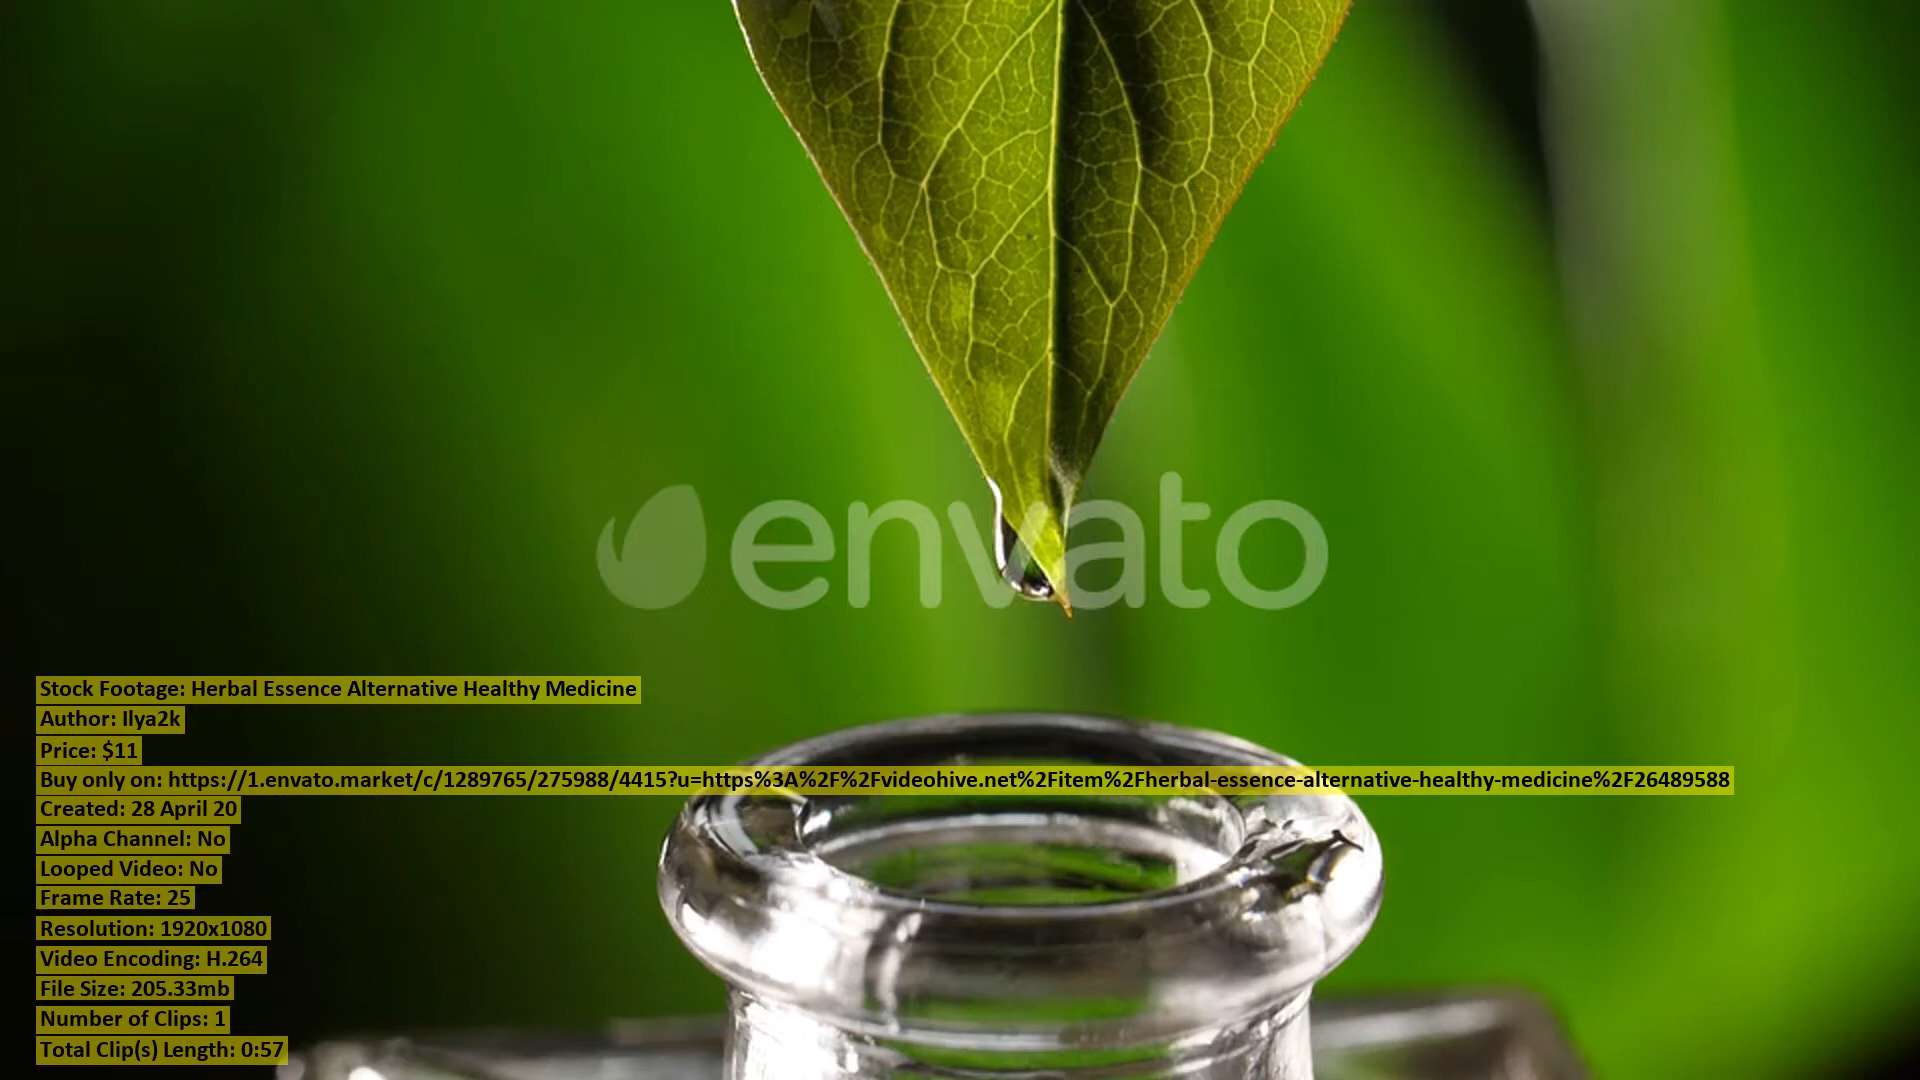 envato
Stock Footage: Herbal Essence Alternative Healthy Medicine
Author: Ilya2k
Price: $11
Buy only on: https://1.envato.market/c/1289765/275988/4415?u=https%3A%2F%2Fvideohive.net%2Fitem%2Fherbal-essence-alternative-healthy-medicine%2F26489588
Created: 28 April 20
Alpha Channel: No
Looped Video: No
Frame Rate: 25
Resolution: 1920x1080
Video Encoding: H.264
File Size: 205.33mb
Number of Clips: 1
Total Clip(s) Length: 0:57